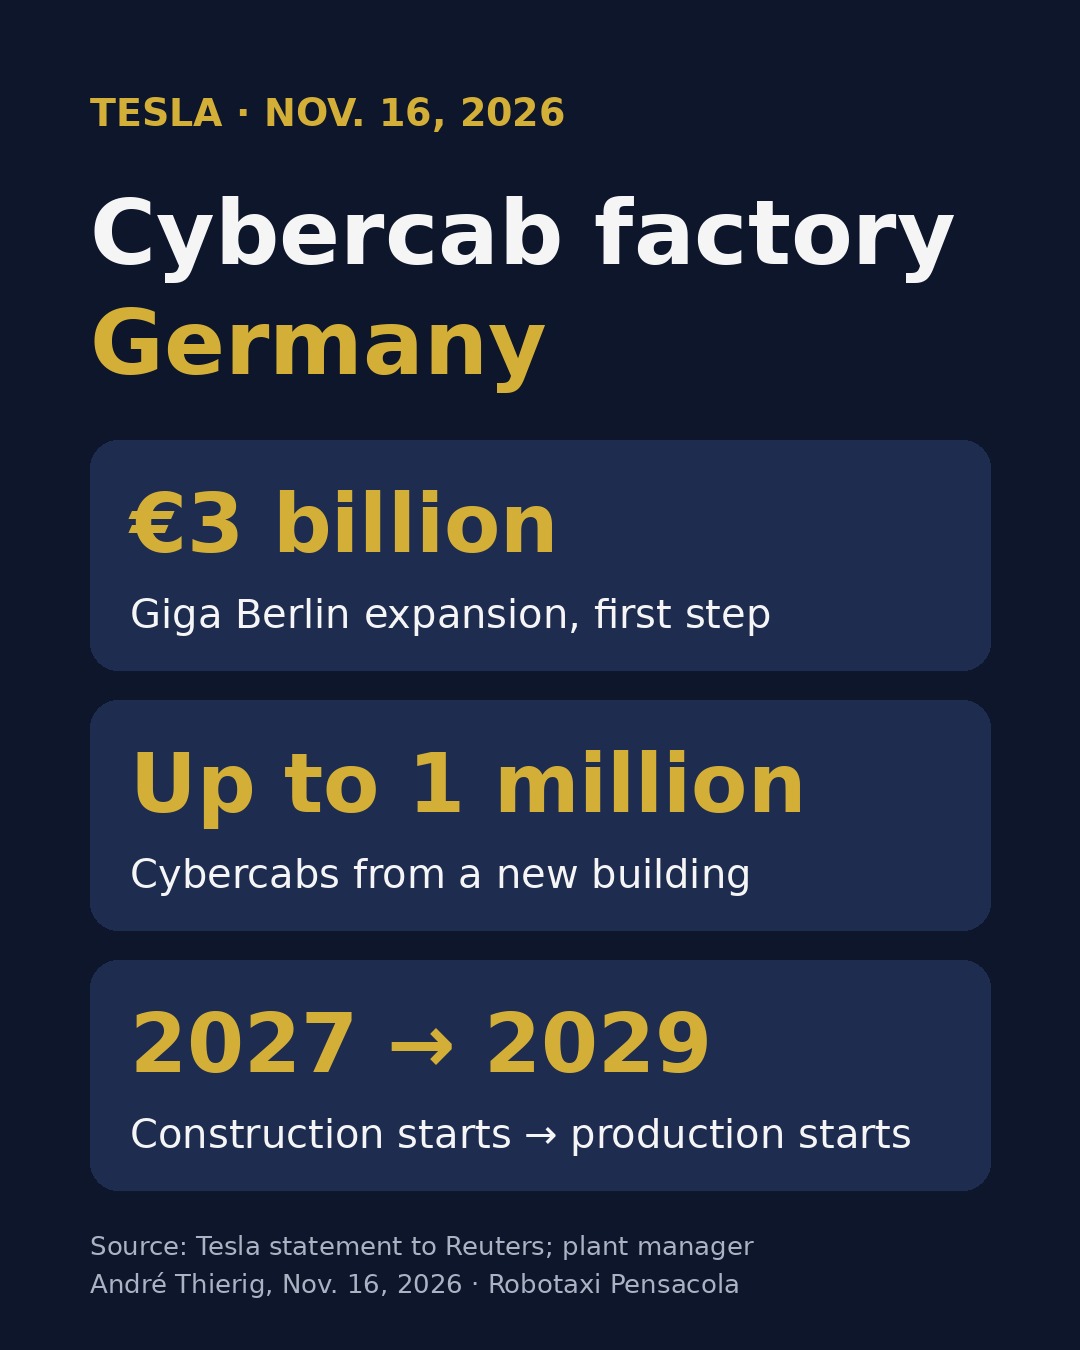 TESLA · NOV. 16, 2026
Cybercab factory
Germany
€3 billion
Giga Berlin expansion, first step
Up to 1 million
Cybercabs from a new building
2027 → 2029
Construction starts → production starts
Source: Tesla statement to Reuters; plant manager
André Thierig, Nov. 16, 2026 · Robotaxi Pensacola